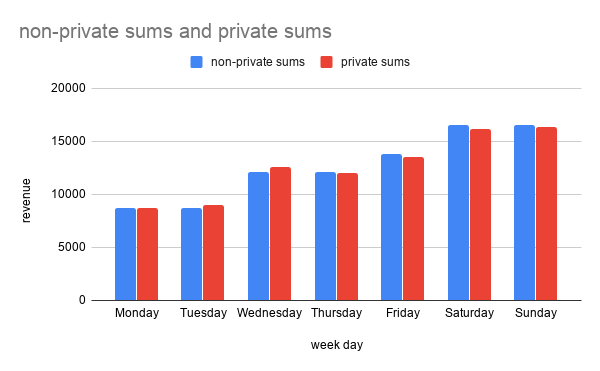 non-private sums and private sums
non-private sums private sums
20000
15000
10000
5000
0
revenue
Monday Tuesday Wednesday Thursday Friday Saturday Sunday
week day